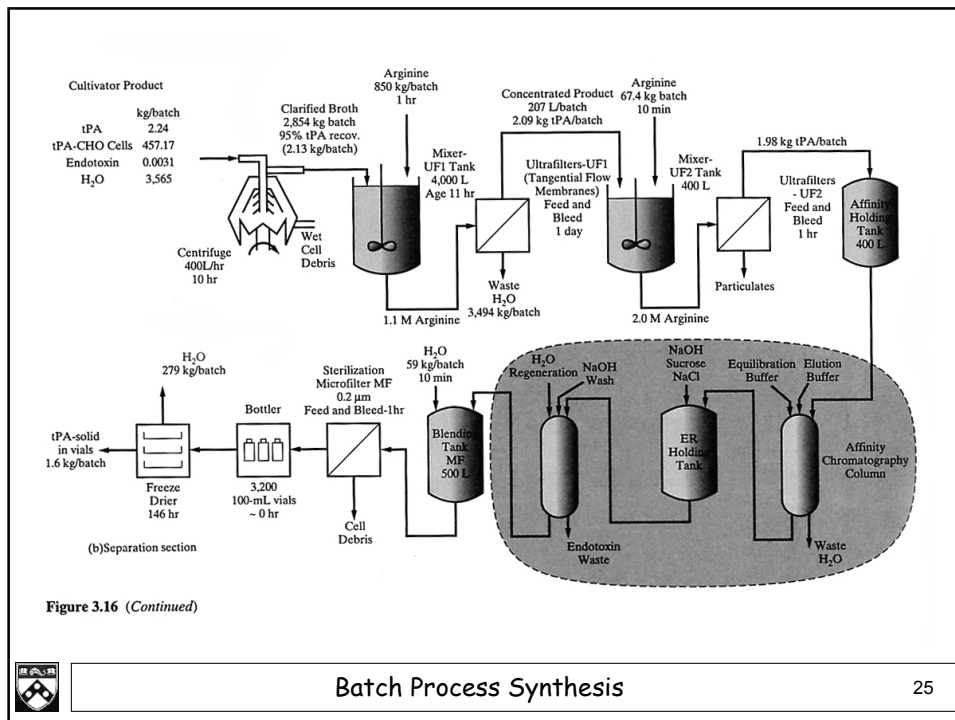 Cultivator Product
kg/batch
tPA 2.24
tPA-CHO Cells 457.17
Endotoxin 0.0031
H₂O 3,565
Centrifuge
400L/hr
10 hr
Wet
Cell
Debris
Clarified Broth
2,854 kg batch
95% tPA recov.
(2.13 kg/batch)
Arginine
850 kg/batch
1 hr
Mixer-
UF1 Tank
4,000 L
Age 11 hr
1.1 M Arginine
Waste
H₂O
3,494 kg/batch
Concentrated Product
207 L/batch
2.09 kg tPA/batch
Ultrafilters-UF1
(Tangential Flow
Membranes)
Feed and
Bleed
1 day
Arginine
67.4 kg batch
10 min
Mixer-
UF2 Tank
400 L
2.0 M Arginine
Particulates
1.98 kg tPA/batch
Ultrafilters
- UF2
Feed and
Bleed
1 hr
Affinity
Holding
Tank
400 L
H₂O
279 kg/batch
tPA-solid
in vials
1.6 kg/batch
Freeze
Drier
146 hr
Bottler
3,200
100-mL vials
~ 0 hr
Sterilization
Microfilter MF
0.2 μm
Feed and Bleed-1hr
Cell
Debris
H₂O
59 kg/batch
10 min
Blending
Tank
MF
500 L
H₂O
Regeneration
NaOH
Wash
Endotoxin
Waste
NaOH
Sucrose
NaCl
ER
Holding
Tank
Equilibration
Buffer
Elution
Buffer
Affinity
Chromatography
Column
Waste
H₂O
(b)Separation section
Figure 3.16 (Continued)
Batch Process Synthesis
25